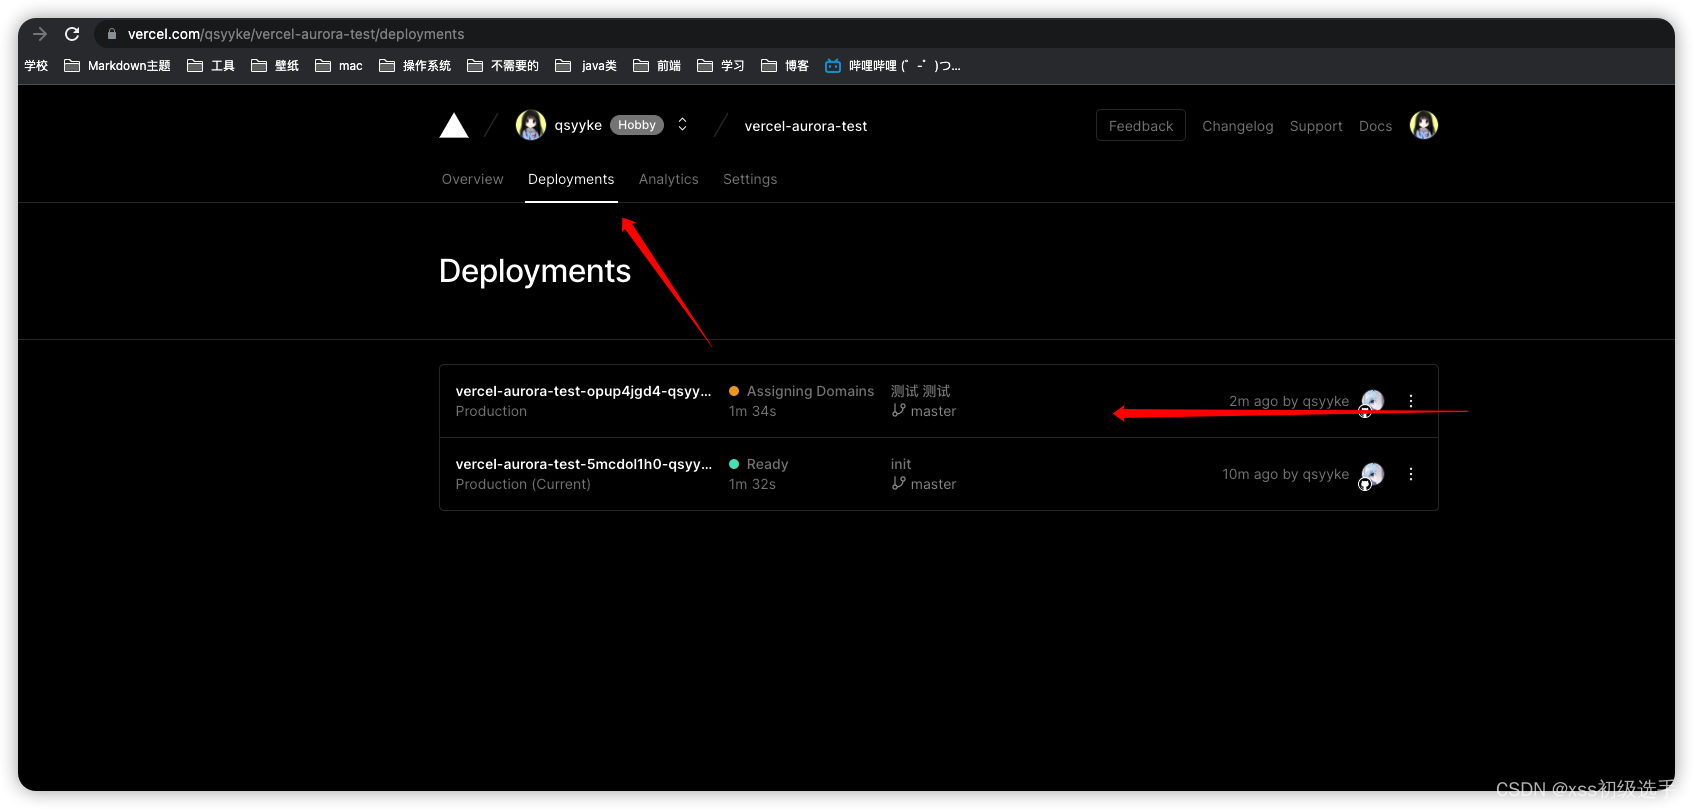 vercel.com/qsyyke/vercel-aurora-test/deployments
学校 Markdown主题 工具 壁纸 mac 操作系统 不需要的 java类 前端 学习 博客 哔哩哔哩 (゜-゜)つ...
qsyyke Hobby vercel-aurora-test Feedback Changelog Support Docs
Overview Deployments Analytics Settings
Deployments
vercel-aurora-test-opup4jgd4-qsyy... Assigning Domains 测试 测试
Production 1m 34s master 2m ago by qsyyke
vercel-aurora-test-5mcdol1h0-qsyy... Ready init
Production (Current) 1m 32s master 10m ago by qsyyke
CSDN @xss初级选手